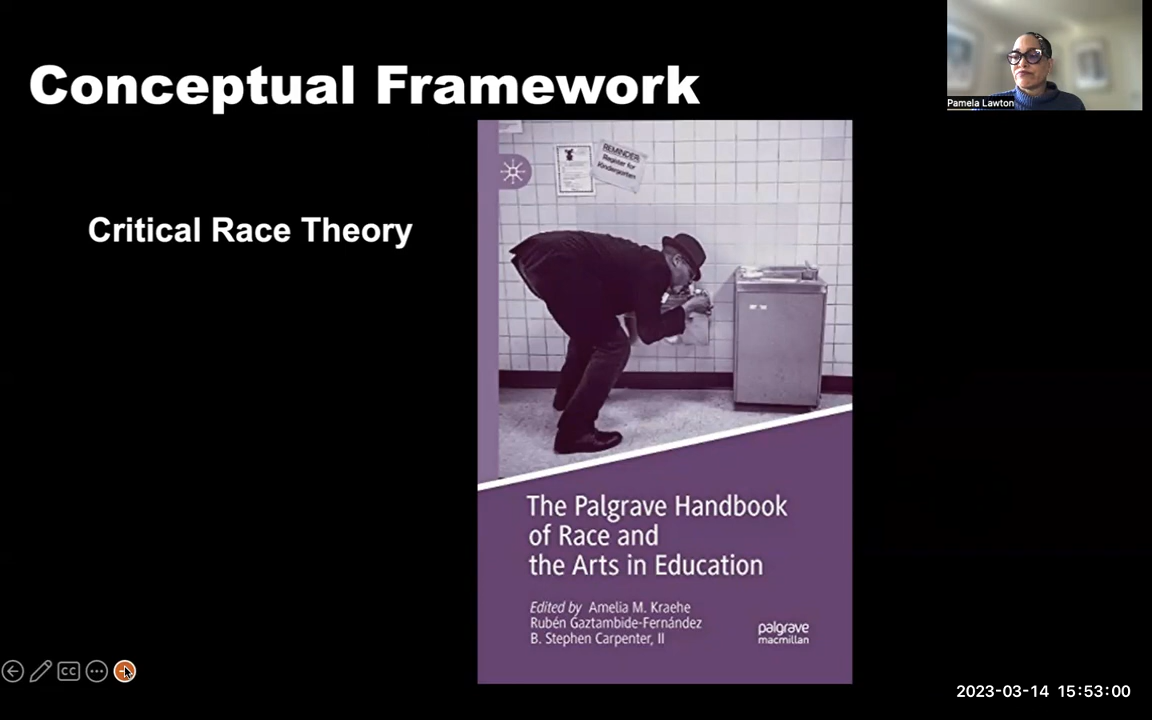 Conceptual Framework
Pamela Lawton
Critical Race Theory
REMINDER:
Register for
Kindergarten
The Palgrave Handbook
of Race and
the Arts in Education
Edited by Amelia M. Kraehe
Rubén Gaztambide-Fernández
B. Stephen Carpenter, II
palgrave
macmillan
CC
2023-03-14 15:53:00